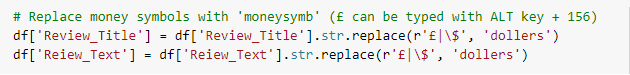 # Replace money symbols with 'moneysymb' (£ can be typed with ALT key + 156)
df['Review_Title'] = df['Review_Title'].str.replace(r'£|\$', 'dollers')
df['Reiew_Text'] = df['Reiew_Text'].str.replace(r'£|\$', 'dollers')